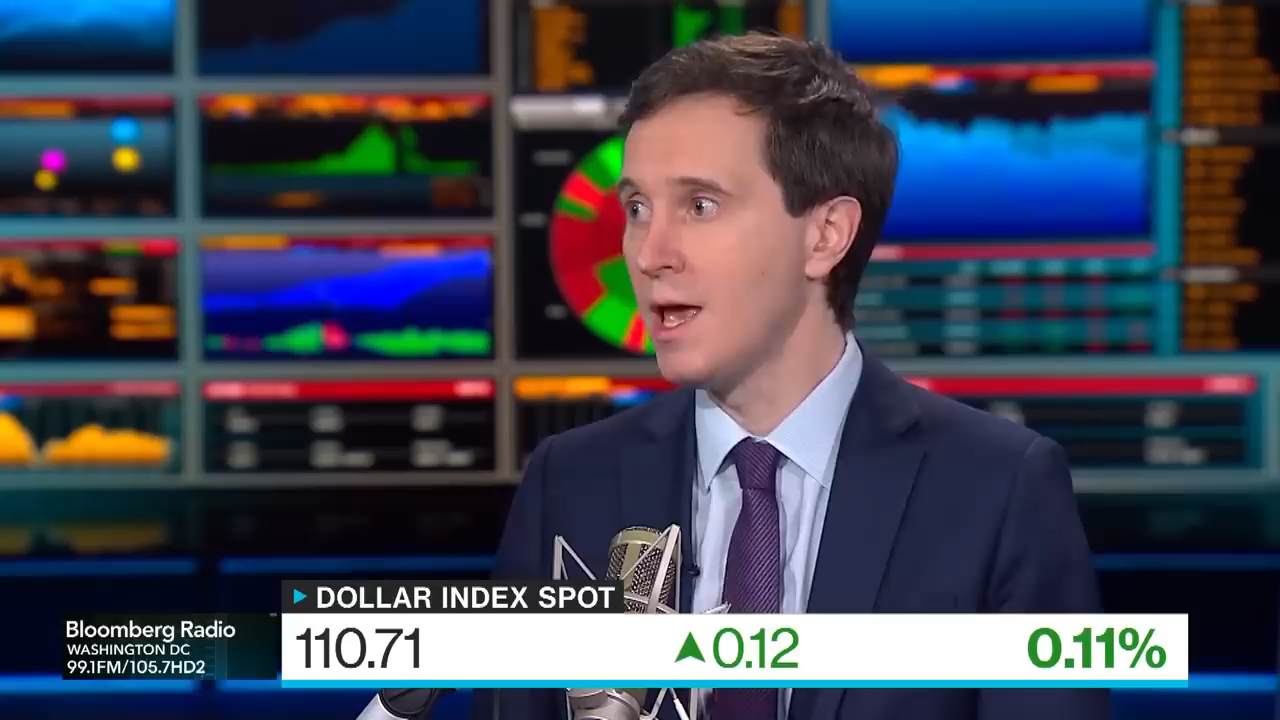 DOLLAR INDEX SPOT
Bloomberg Radio
WASHINGTON DC
99.1FM/105.7HD2
110.71
0.12
0.11%